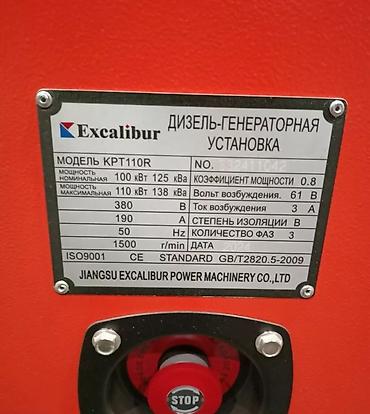 Excalibur
ДИЗЕЛЬ-ГЕНЕРАТОРНАЯ
УСТАНОВКА
МОДЕЛЬ KPT110R NO.
МОЩНОСТЬ НОМИНАЛЬНАЯ 100 кВт 125 кВа КОЭФФИЦИЕНТ МОЩНОСТИ 0.8
МОЩНОСТЬ МАКСИМАЛЬНАЯ 110 кВт 138 кВа Вольт возбуждения. 61 В
380 В Ток возбуждения 3 А
190 А СТЕПЕНЬ ИЗОЛЯЦИИ В
50 Hz КОЛИЧЕСТВО ФАЗ 3
1500 r/min ДАТА 2024
ISO9001 CE STANDARD GB/T2820.5-2009
JIANGSU EXCALIBUR POWER MACHINERY CO.,LTD
STOP